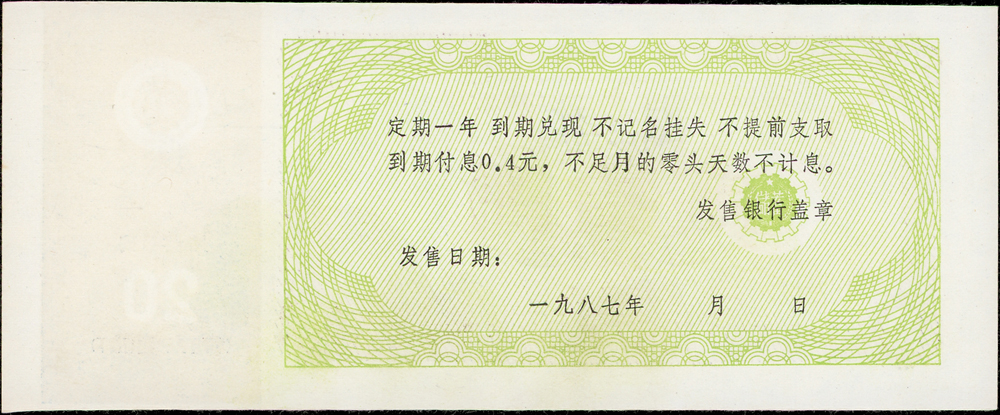 定期一年 到期兑现 不记名挂失 不提前支取
到期付息0.4元，不足月的零头天数不计息。
发售银行盖章
发售日期：
一九八七年 月 日
20